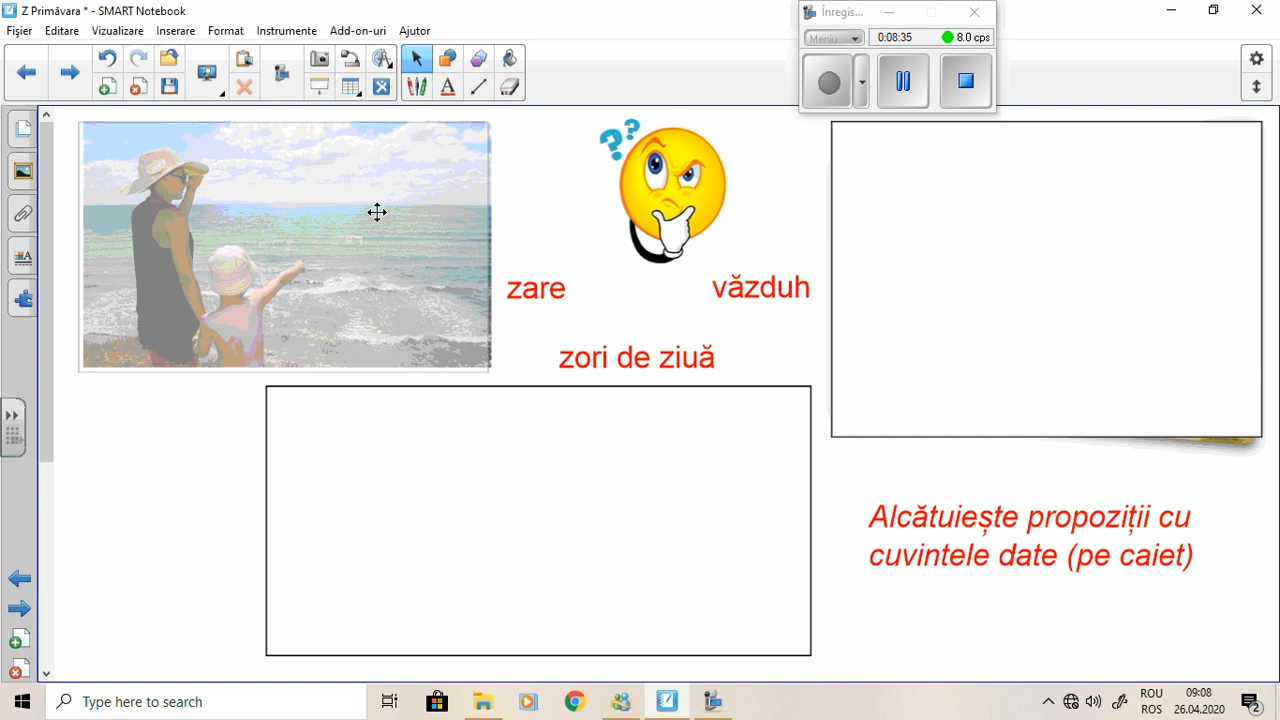 Z Primăvara * - SMART Notebook
Fișier Editare Vizualizare Inserare Format Instrumente Add-on-uri Ajutor
Înregis...
Meniu 0:08:35 8.0 cps
A
??
zare văzduh
zori de ziuă
Alcătuiește propoziții cu
cuvintele date (pe caiet)
Type here to search
ROU
ROS
09:08
26.04.2020
2